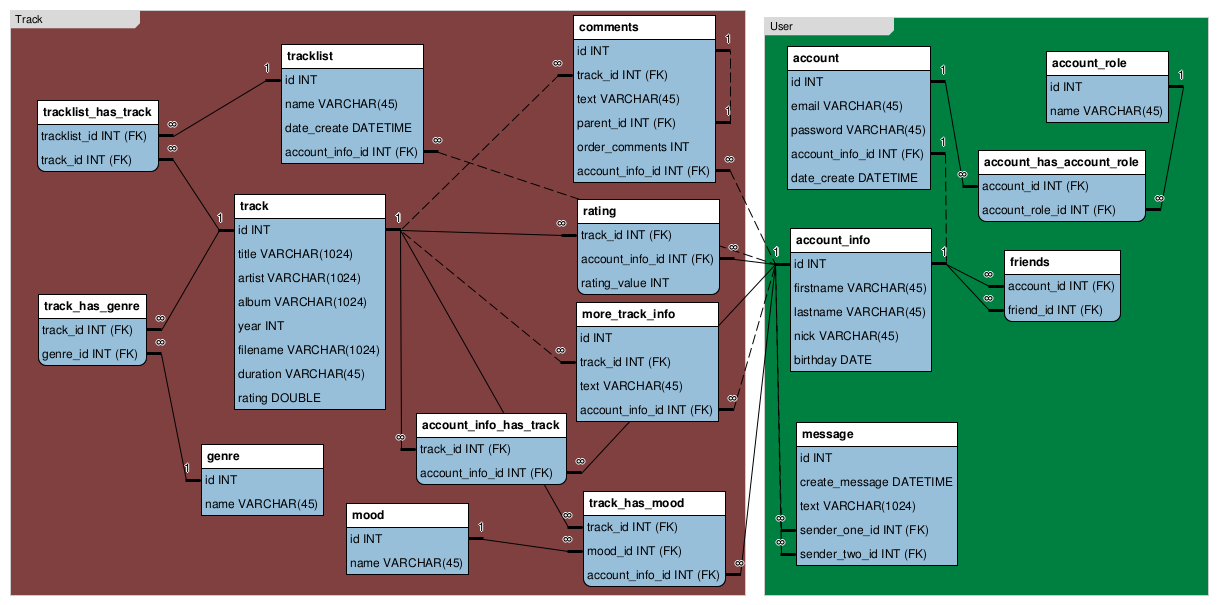 Track
tracklist_has_track
tracklist_id INT (FK)
track_id INT (FK)
tracklist
id INT
name VARCHAR(45)
date_create DATETIME
account_info_id INT (FK)
comments
id INT
track_id INT (FK)
text VARCHAR(45)
parent_id INT (FK)
order_comments INT
account_info_id INT (FK)
track
id INT
title VARCHAR(1024)
artist VARCHAR(1024)
album VARCHAR(1024)
year INT
filename VARCHAR(1024)
duration VARCHAR(45)
rating DOUBLE
rating
track_id INT (FK)
account_info_id INT (FK)
rating_value INT
track_has_genre
track_id INT (FK)
genre_id INT (FK)
more_track_info
id INT
track_id INT (FK)
text VARCHAR(45)
account_info_id INT (FK)
account_info_has_track
track_id INT (FK)
account_info_id INT (FK)
genre
id INT
name VARCHAR(45)
mood
id INT
name VARCHAR(45)
track_has_mood
track_id INT (FK)
mood_id INT (FK)
account_info_id INT (FK)
User
account
id INT
email VARCHAR(45)
password VARCHAR(45)
account_info_id INT (FK)
date_create DATETIME
account_role
id INT
name VARCHAR(45)
account_has_account_role
account_id INT (FK)
account_role_id INT (FK)
account_info
id INT
firstname VARCHAR(45)
lastname VARCHAR(45)
nick VARCHAR(45)
birthday DATE
friends
account_id INT (FK)
friend_id INT (FK)
message
id INT
create_message DATETIME
text VARCHAR(1024)
sender_one_id INT (FK)
sender_two_id INT (FK)
1
∞
∞
1
∞
∞
∞
1
1
∞
1
1
∞
∞
∞
∞
∞
∞
∞
∞
1
1
∞
∞
∞
1
1
1
∞
∞
1
1
∞
∞
∞
∞